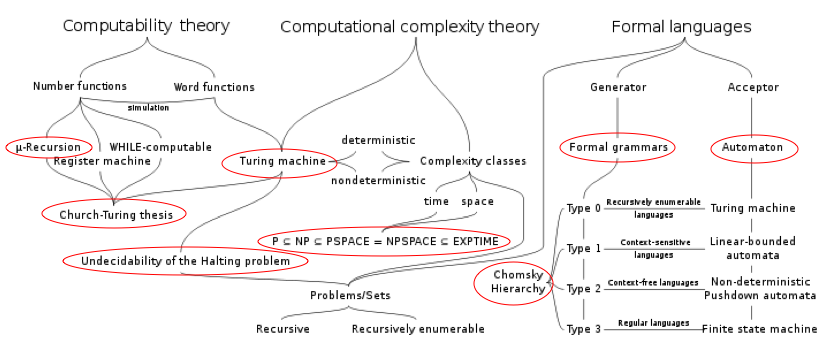 Computability theory
Computational complexity theory
Formal languages
Number functions
Word functions
simulation
Generator
Acceptor
μ-Recursion
WHILE-computable
Register machine
Turing machine
deterministic
nondeterministic
Complexity classes
Formal grammars
Automaton
time
space
Church-Turing thesis
P ⊆ NP ⊆ PSPACE = NPSPACE ⊆ EXPTIME
Undecidability of the Halting problem
Problems/Sets
Recursive
Recursively enumerable
Chomsky
Hierarchy
Type 0
Recursively enumerable
languages
Turing machine
Type 1
Context-sensitive
languages
Linear-bounded
automata
Type 2
Context-free languages
Non-deterministic
Pushdown automata
Type 3
Regular languages
Finite state machine